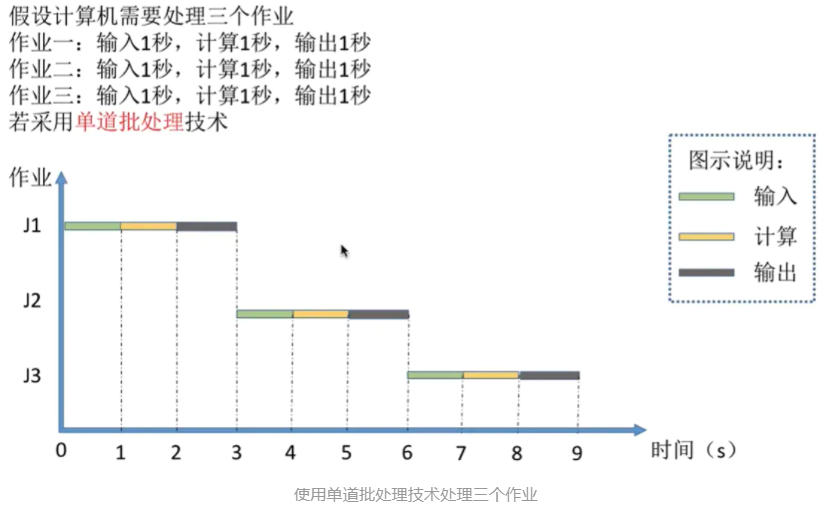 假设计算机需要处理三个作业
作业一：输入1秒，计算1秒，输出1秒
作业二：输入1秒，计算1秒，输出1秒
作业三：输入1秒，计算1秒，输出1秒
若采用单道批处理技术
图示说明：
输入
计算
输出
作业
J1
J2
J3
0 1 2 3 4 5 6 7 8 9
时间（s）
使用单道批处理技术处理三个作业